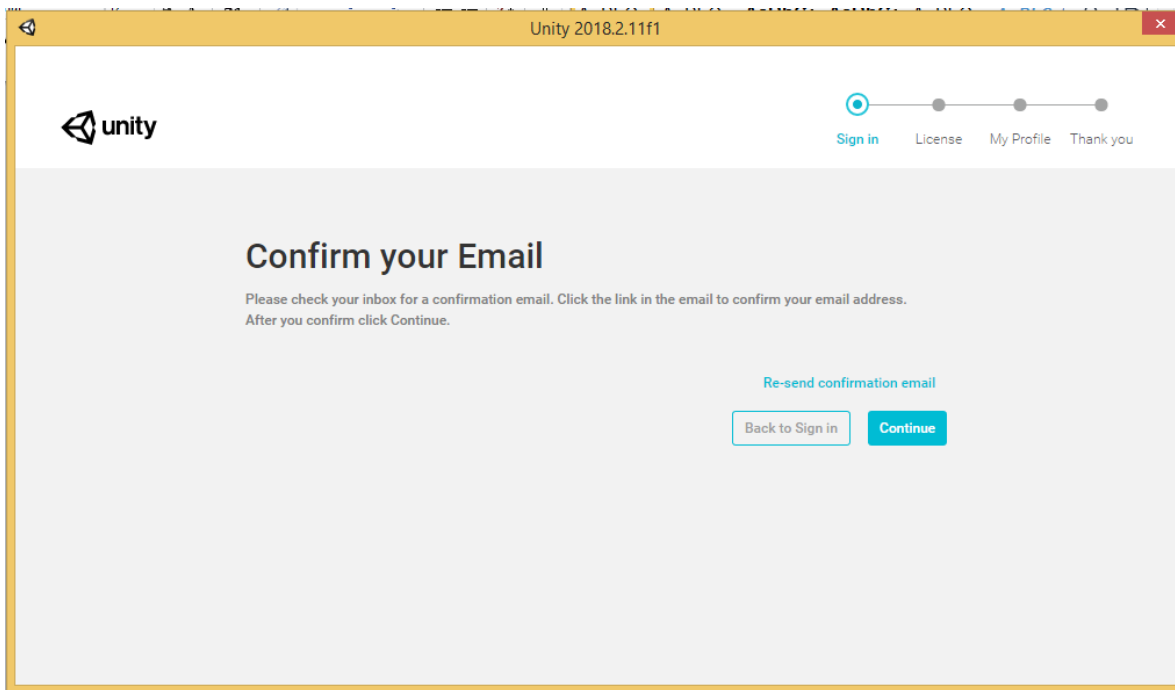 Unity 2018.2.11f1
unity
Sign in License My Profile Thank you
Confirm your Email
Please check your inbox for a confirmation email. Click the link in the email to confirm your email address.
After you confirm click Continue.
Re-send confirmation email
Back to Sign in Continue